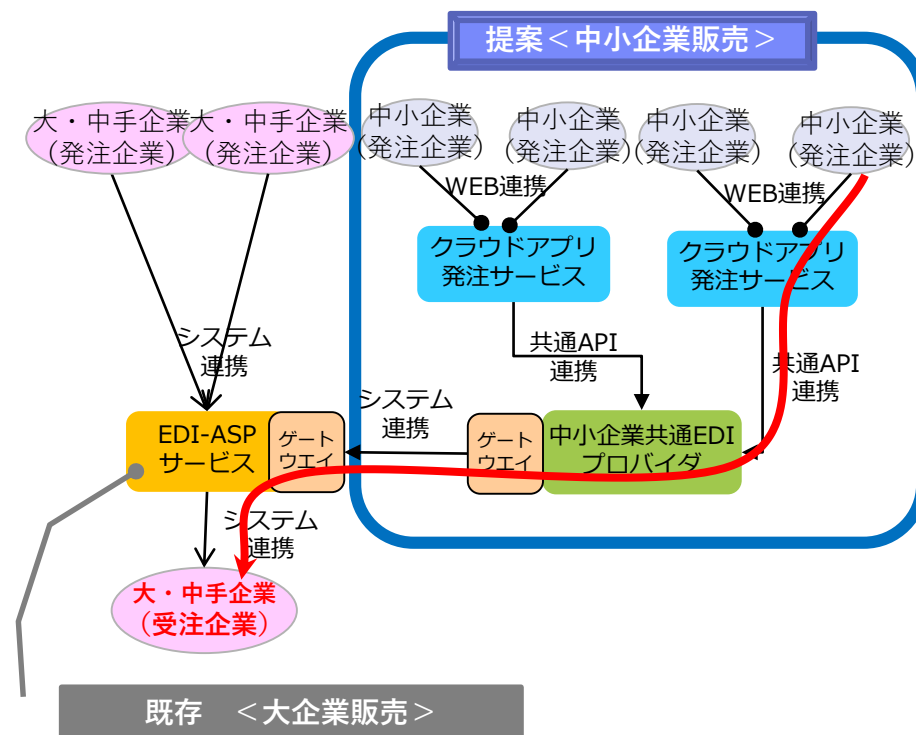 提案＜中小企業販売＞
大・中手企業
（発注企業）
大・中手企業
（発注企業）
中小企業
（発注企業）
中小企業
（発注企業）
中小企業
（発注企業）
中小企業
（発注企業）
WEB連携
WEB連携
クラウドアプリ
発注サービス
クラウドアプリ
発注サービス
システム
連携
共通API
連携
共通API
連携
システム
連携
EDI-ASP
サービス
ゲート
ウエイ
ゲート
ウエイ
中小企業共通EDI
プロバイダ
システム
連携
大・中手企業
（受注企業）
既存　＜大企業販売＞